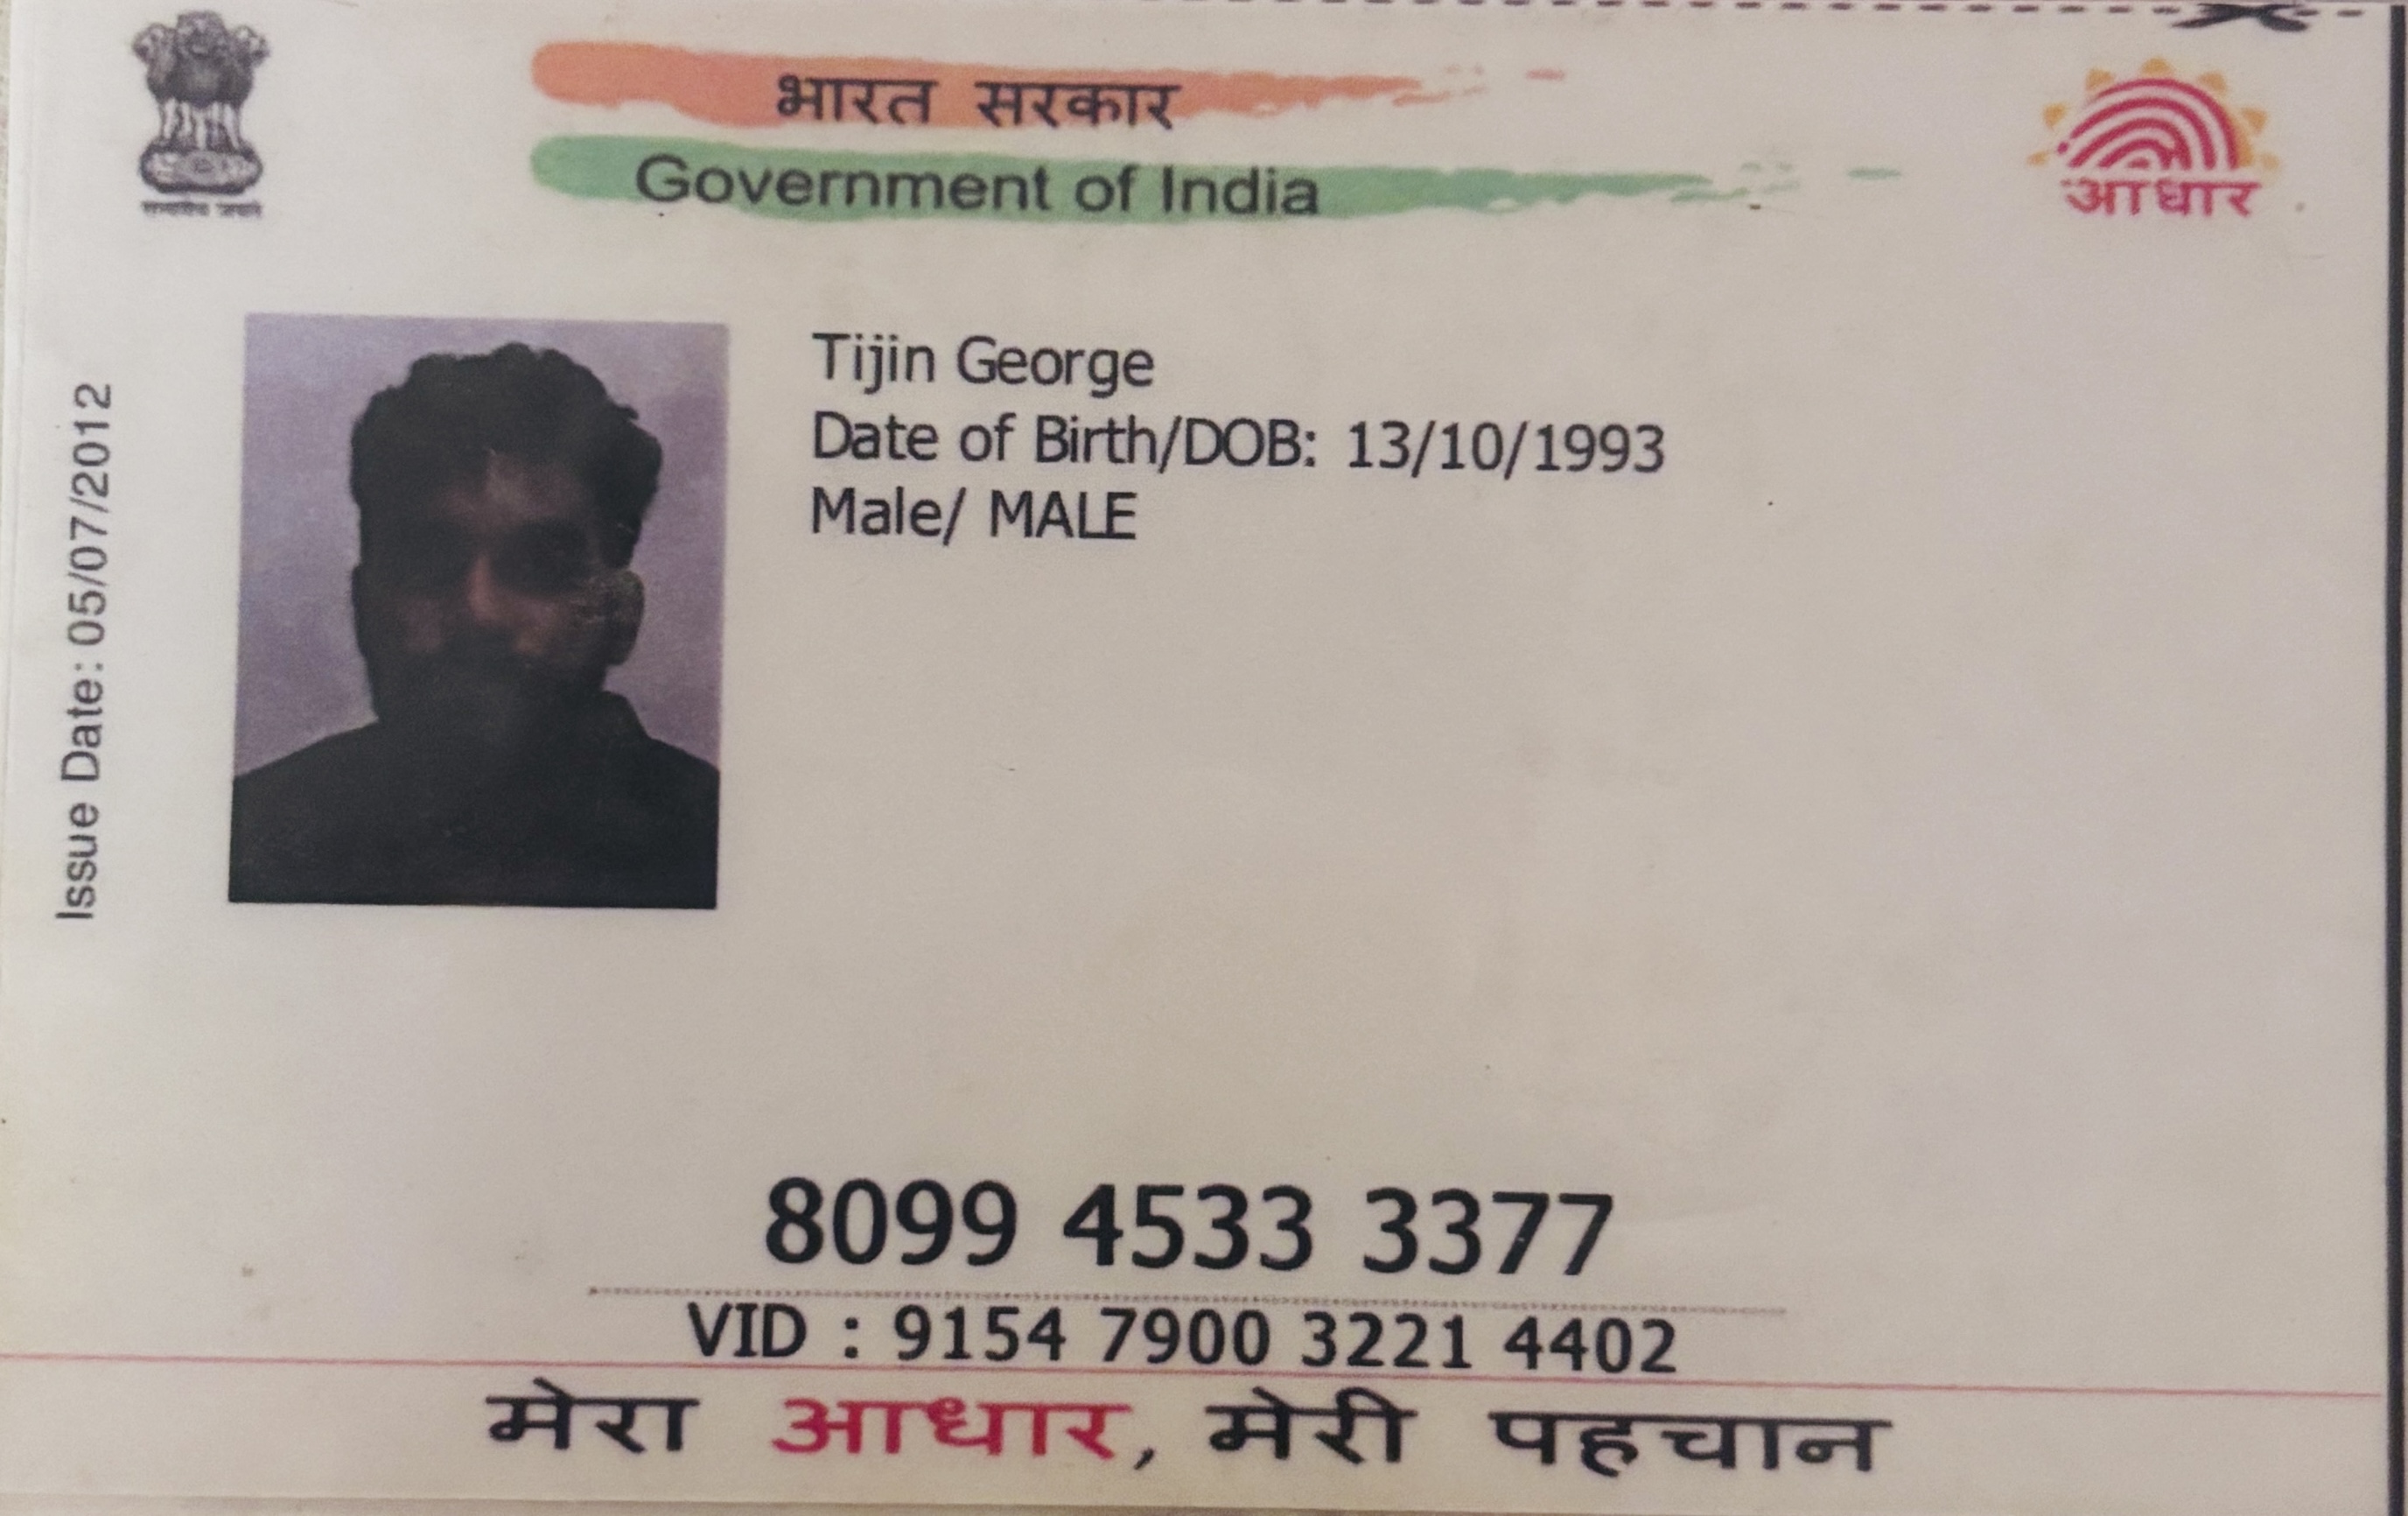 भारत सरकार
Government of India
आधार
Issue Date: 05/07/2012
Tijin George
Date of Birth/DOB: 13/10/1993
Male/ MALE
8099 4533 3377
VID : 9154 7900 3221 4402
मेरा आधार, मेरी पहचान